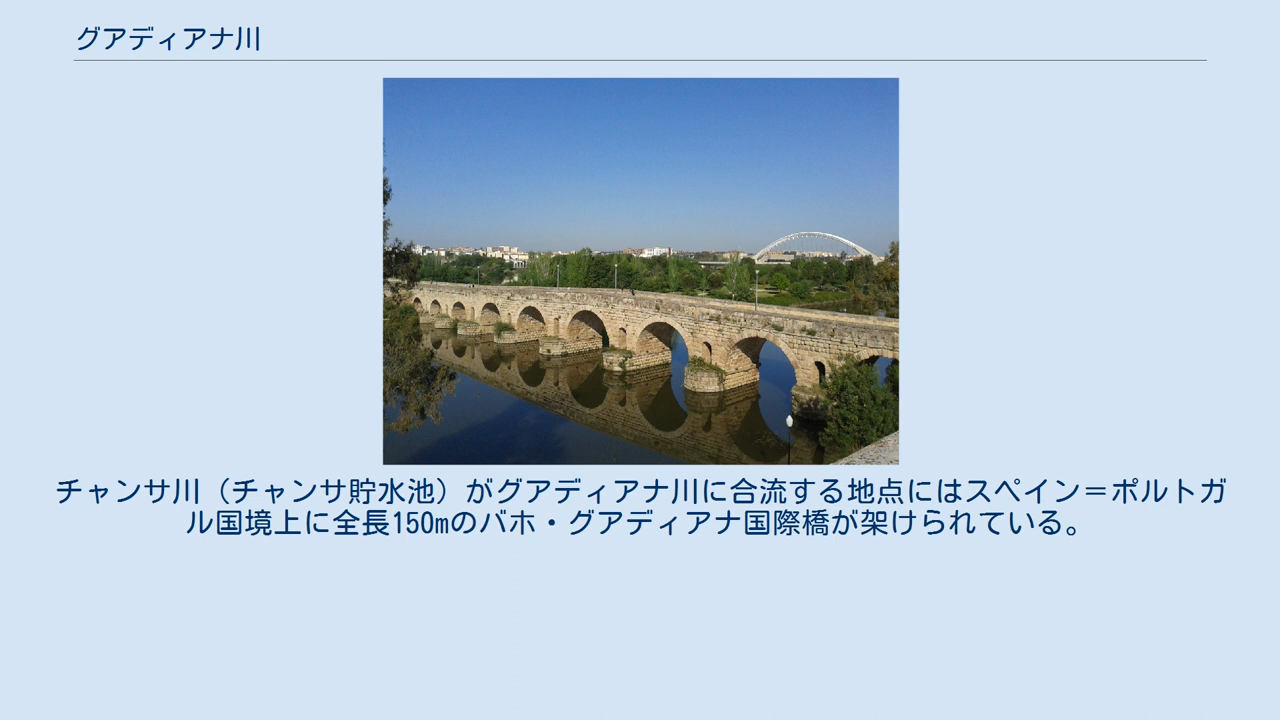 グアディアナ川
チャンサ川（チャンサ貯水池）がグアディアナ川に合流する地点にはスペイン＝ポルトガ
ル国境上に全長150mのバホ・グアディアナ国際橋が架けられている。